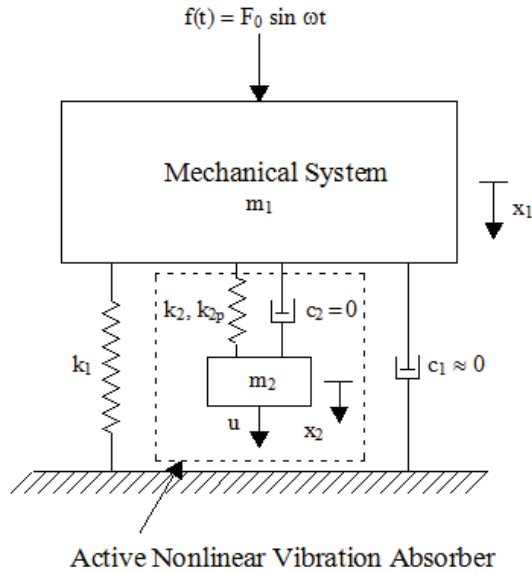 f(t) = F₀ sin ωt
Mechanical System
m₁
x₁
k₁
k₂, k₂ₚ
c₂ = 0
c₁ ≈ 0
m₂
u
x₂
Active Nonlinear Vibration Absorber